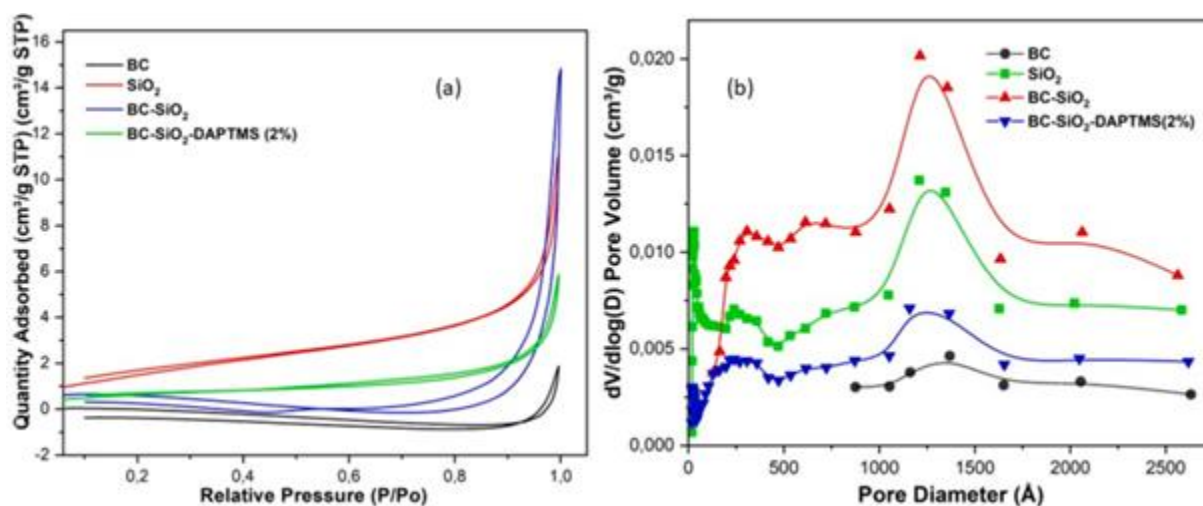 (a)
BC
SiO₂
BC-SiO₂
BC-SiO₂-DAPTMS (2%)
Quantity Adsorbed (cm³/g STP) (cm³/g STP)
16
14
12
10
8
6
4
2
0
-2
0,2
0,4
0,6
0,8
1,0
Relative Pressure (P/Po)
(b)
BC
SiO₂
BC-SiO₂
BC-SiO₂-DAPTMS(2%)
dV/dlog(D) Pore Volume (cm³/g)
0,020
0,015
0,010
0,005
0,000
0
500
1000
1500
2000
2500
Pore Diameter (Å)